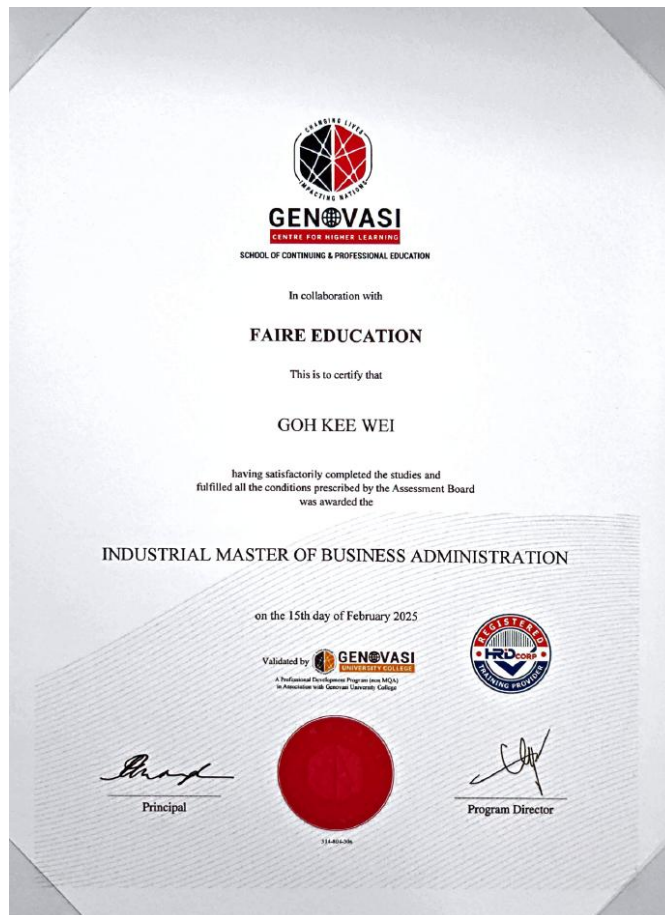 CHANGING LIVES
IMPACTING NATIONS
GENOVASI
CENTRE FOR HIGHER LEARNING
SCHOOL OF CONTINUING & PROFESSIONAL EDUCATION
In collaboration with
FAIRE EDUCATION
This is to certify that
GOH KEE WEI
having satisfactorily completed the studies and
fulfilled all the conditions prescribed by the Assessment Board
was awarded the
INDUSTRIAL MASTER OF BUSINESS ADMINISTRATION
on the 15th day of February 2025
Validated by GENOVASI
UNIVERSITY COLLEGE
A Professional Development Program (non MQA)
in Association with Genovasi University College
REGISTERED
HRD CORP
TRAINING PROVIDER
Principal
Program Director